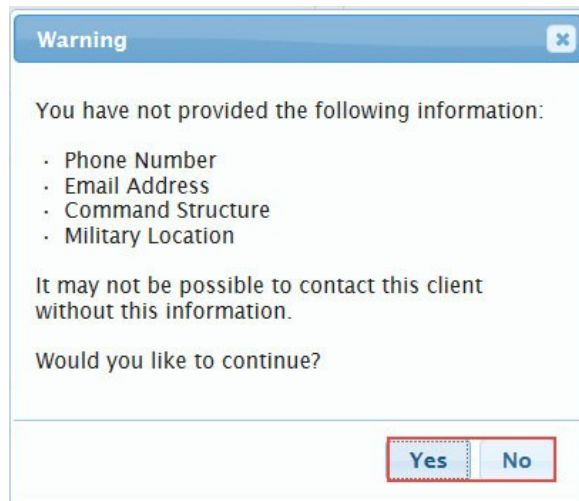 Warning
You have not provided the following information:
· Phone Number
· Email Address
· Command Structure
· Military Location
It may not be possible to contact this client
without this information.
Would you like to continue?
Yes No